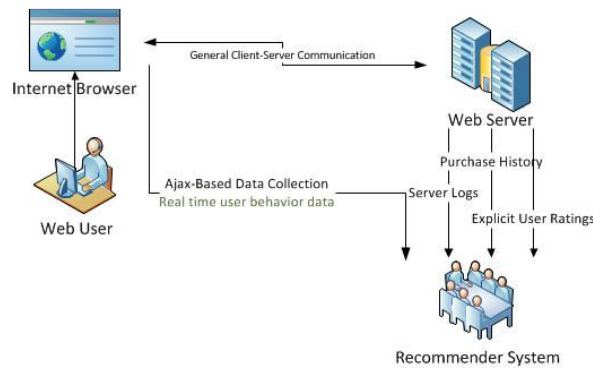 General Client-Server Communication
Internet Browser
Web Server
Purchase History
Ajax-Based Data Collection
Server Logs
Real time user behavior data
Explicit User Ratings
Web User
Recommender System